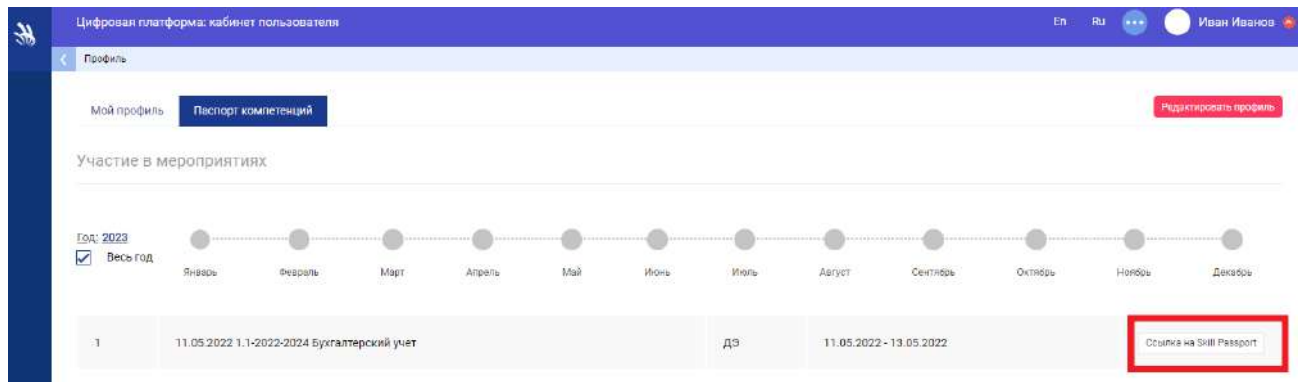 Цифровая платформа: кабинет пользователя En Ru Иван Иванов
Профиль
Мой профиль Паспорт компетенций Редактировать профиль
Участие в мероприятиях
Год: 2023
Весь год
Январь Февраль Март Апрель Май Июнь Июль Август Сентябрь Октябрь Ноябрь Декабрь
1 11.05.2022 1.1-2022-2024 Бухгалтерский учет ДЭ 11.05.2022 - 13.05.2022 Ссылка на Skill Passport